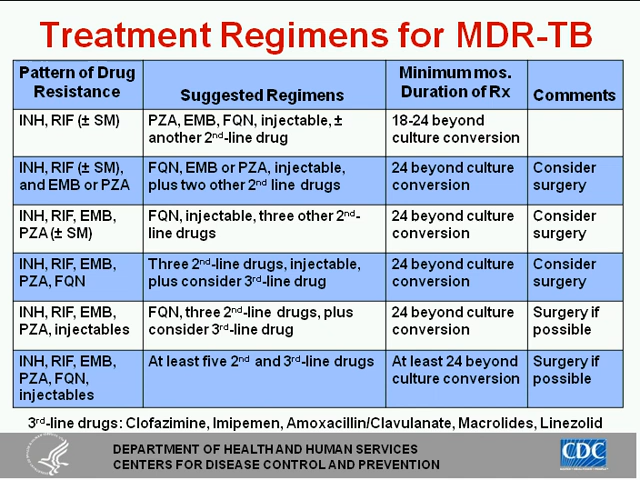 Treatment Regimens for MDR-TB
Pattern of Drug Resistance | Suggested Regimens | Minimum mos. Duration of Rx | Comments
INH, RIF (± SM) | PZA, EMB, FQN, injectable, ± another 2nd-line drug | 18-24 beyond culture conversion
INH, RIF (± SM), and EMB or PZA | FQN, EMB or PZA, injectable, plus two other 2nd line drugs | 24 beyond culture conversion | Consider surgery
INH, RIF, EMB, PZA (± SM) | FQN, injectable, three other 2nd-line drugs | 24 beyond culture conversion | Consider surgery
INH, RIF, EMB, PZA, FQN | Three 2nd-line drugs, injectable, plus consider 3rd-line drug | 24 beyond culture conversion | Consider surgery
INH, RIF, EMB, PZA, injectables | FQN, three 2nd-line drugs, plus consider 3rd-line drug | 24 beyond culture conversion | Surgery if possible
INH, RIF, EMB, PZA, FQN, injectables | At least five 2nd and 3rd-line drugs | At least 24 beyond culture conversion | Surgery if possible
3rd-line drugs: Clofazimine, Imipenem, Amoxacillin/Clavulanate, Macrolides, Linezolid
DEPARTMENT OF HEALTH AND HUMAN SERVICES
CENTERS FOR DISEASE CONTROL AND PREVENTION
CDC